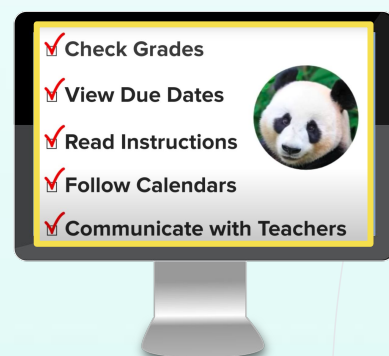 Check Grades
View Due Dates
Read Instructions
Follow Calendars
Communicate with Teachers